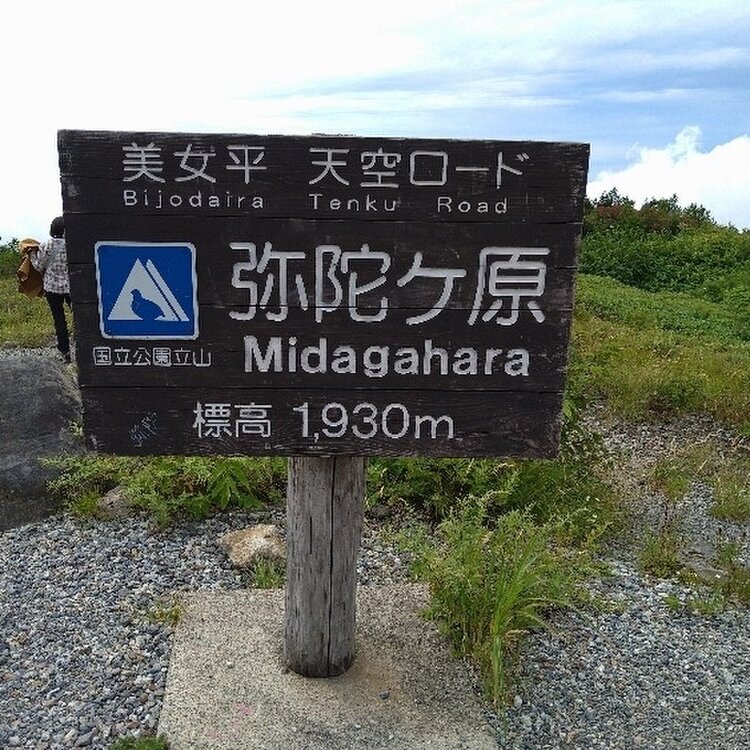 美女平 天空ロード
Bijodaira Tenku Road
弥陀ケ原
国立公園立山 Midagahara
標高 1,930m